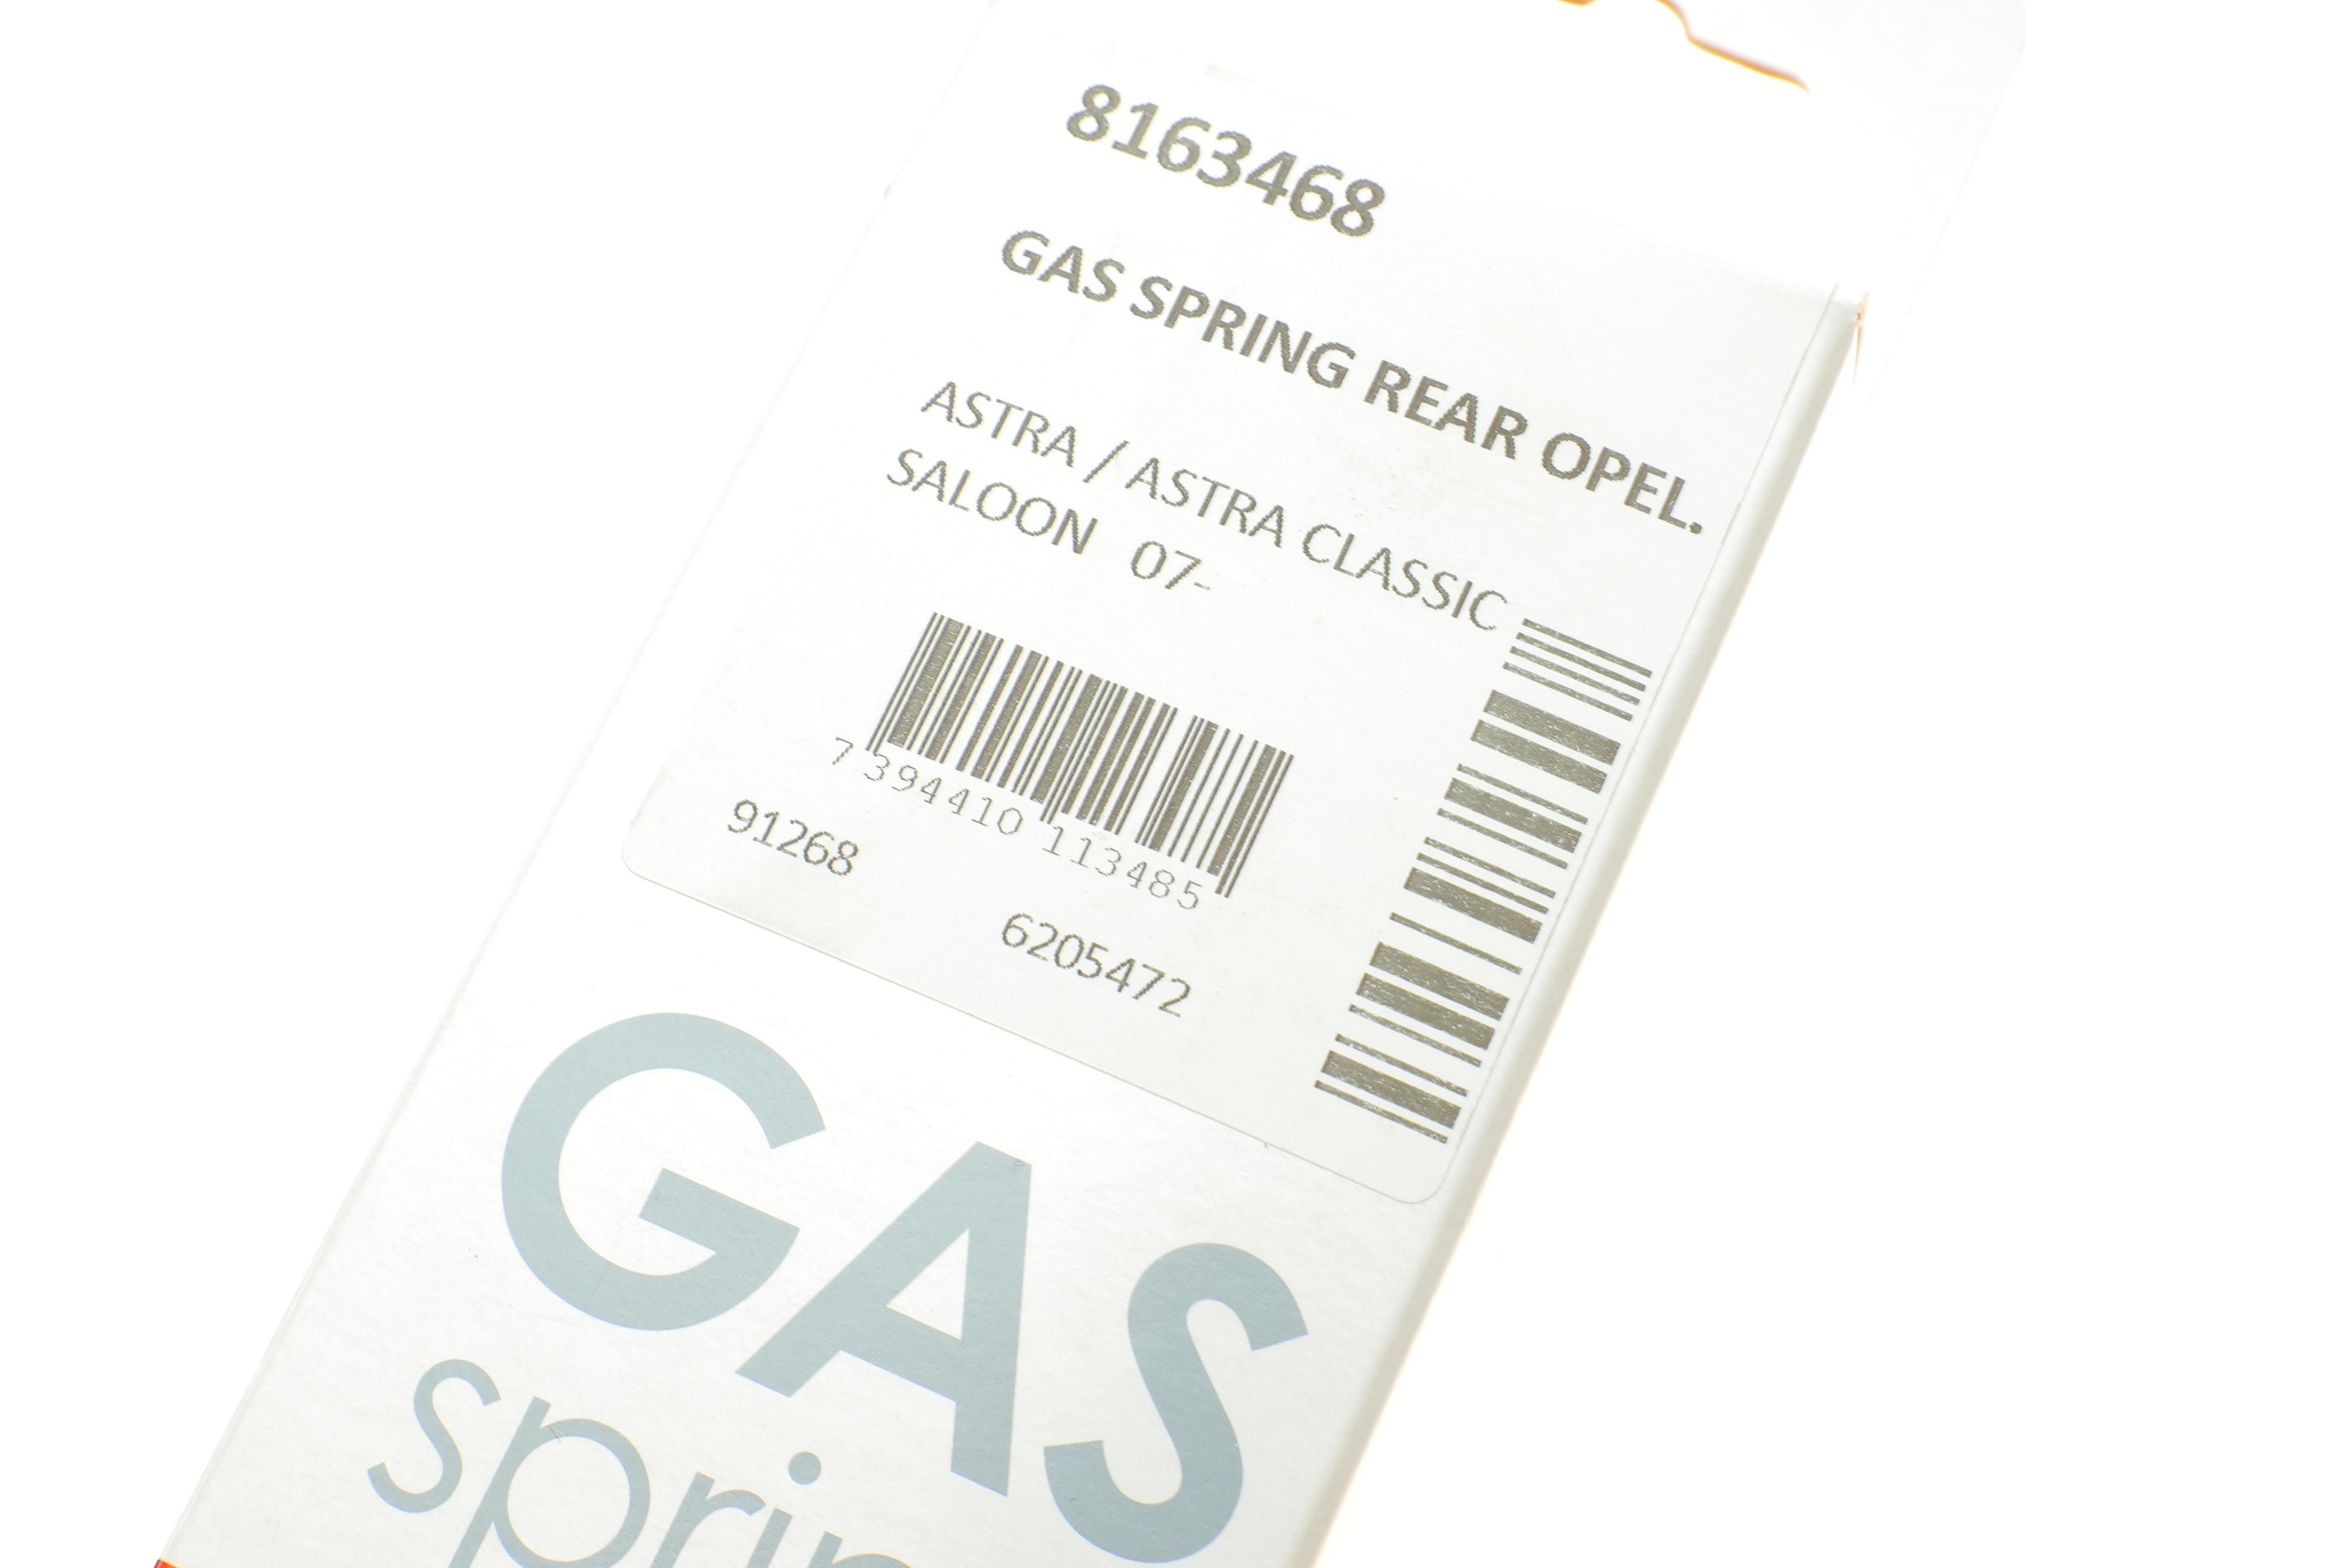 8163468
GAS SPRING REAR OPEL.
ASTRA / ASTRA CLASSIC
SALOON 07-
7 394410 113485
91268
6205472
GAS
sprin